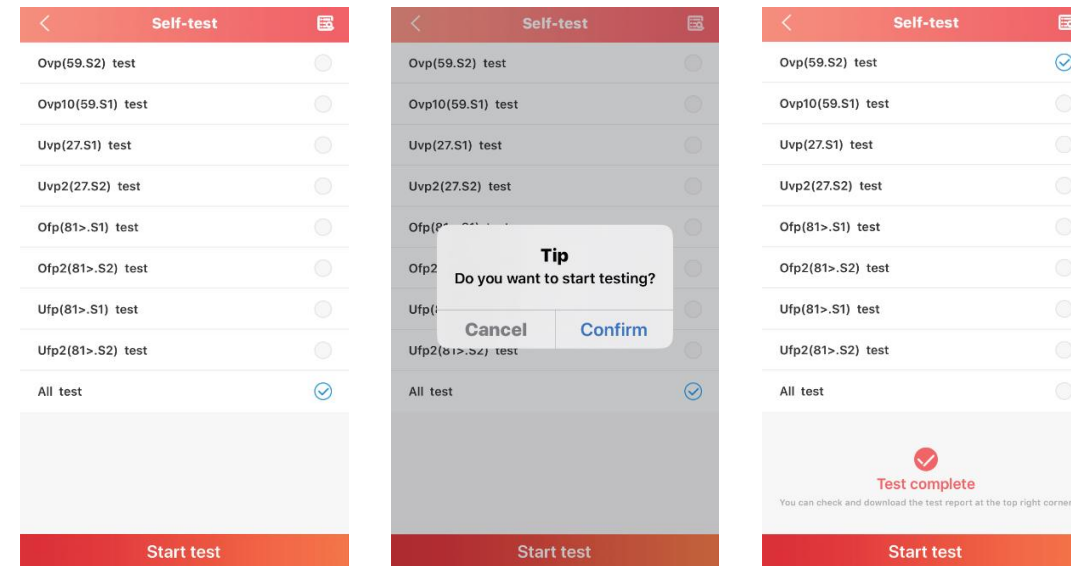 Self-test
Ovp(59.S2) test
Ovp10(59.S1) test
Uvp(27.S1) test
Uvp2(27.S2) test
Ofp(81>.S1) test
Ofp2(81>.S2) test
Ufp(81>.S1) test
Ufp2(81>.S2) test
All test
Start test
Self-test
Ovp(59.S2) test
Ovp10(59.S1) test
Uvp(27.S1) test
Uvp2(27.S2) test
Tip
Do you want to start testing?
Cancel Confirm
Ufp2(81>.S2) test
All test
Start test
Self-test
Ovp(59.S2) test
Ovp10(59.S1) test
Uvp(27.S1) test
Uvp2(27.S2) test
Ofp(81>.S1) test
Ofp2(81>.S2) test
Ufp(81>.S1) test
Ufp2(81>.S2) test
All test
Test complete
You can check and download the test report at the top right corner
Start test